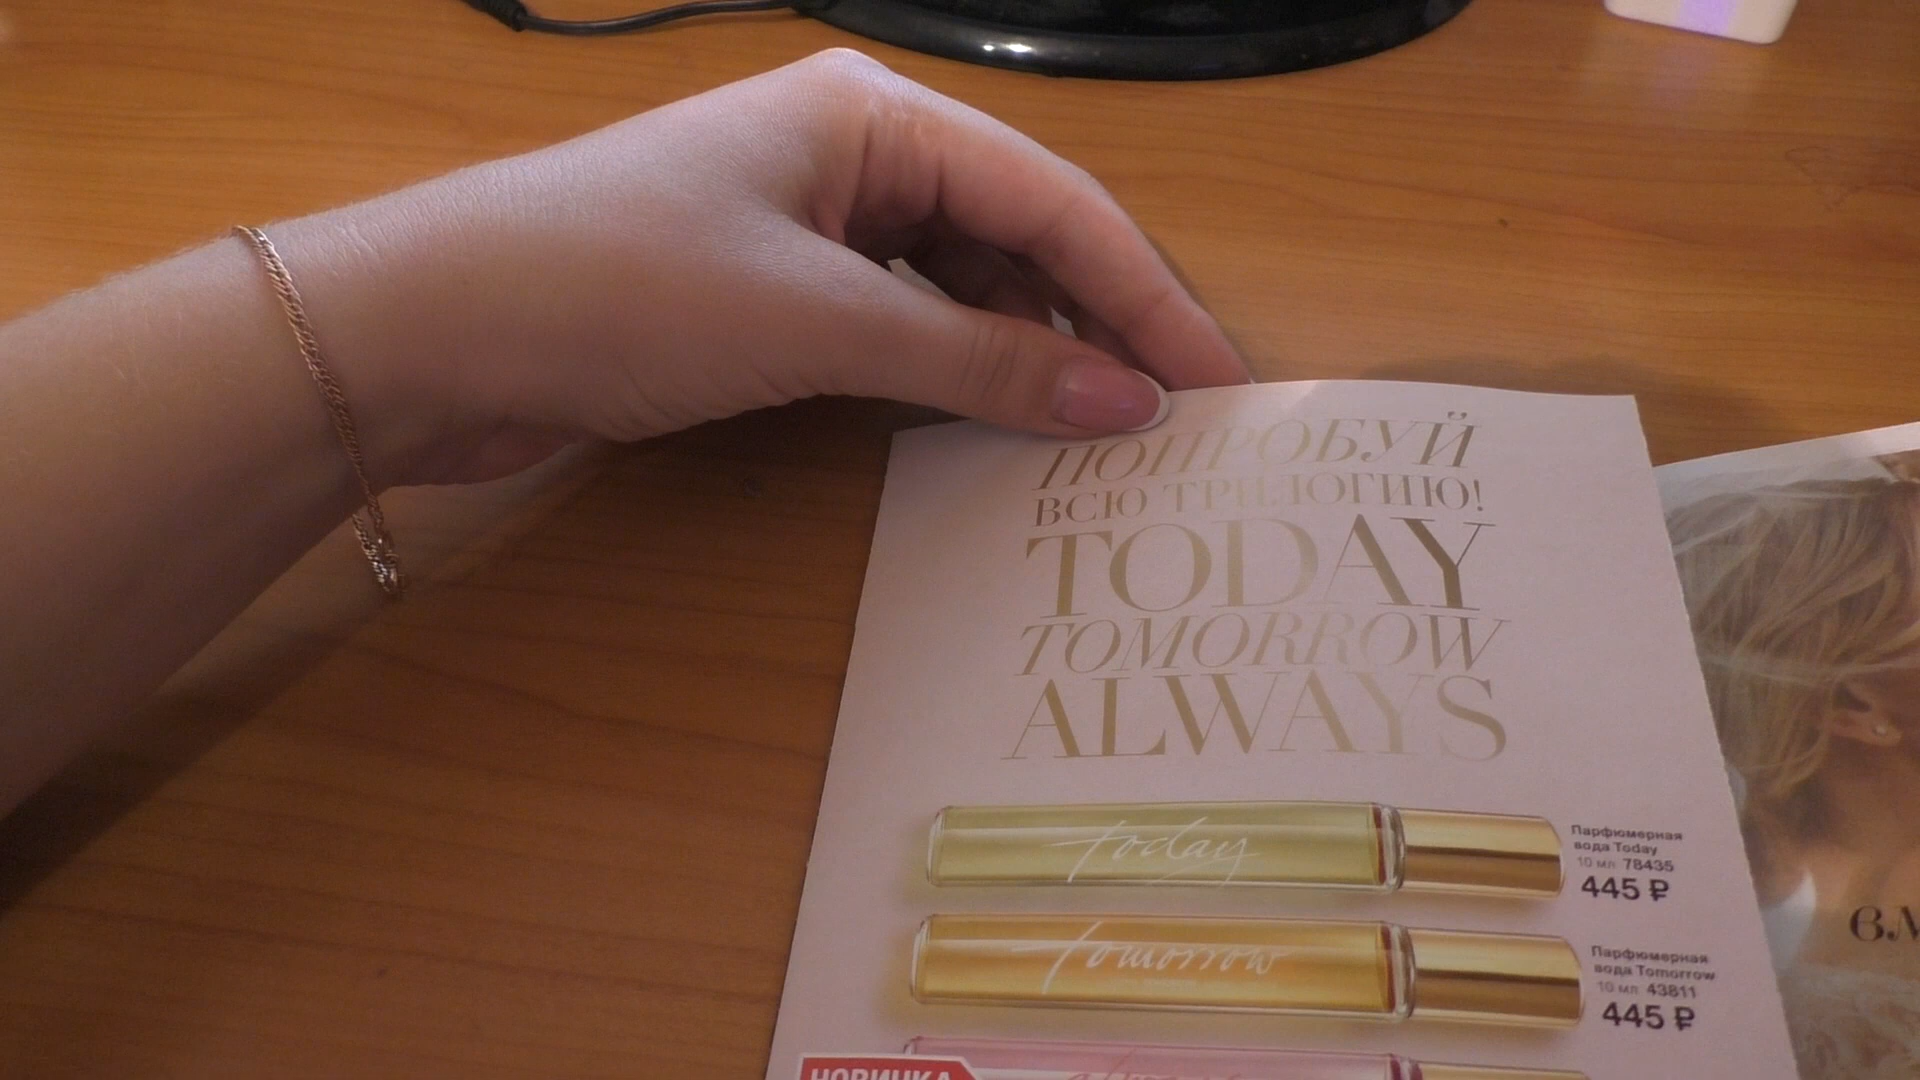 ПОПРОБУЙ
ВСЮ ТРИЛОГИЮ!
TODAY
TOMORROW
ALWAYS
today
Парфюмерная
вода Today
10 мл 78435
445 ₽
tomorrow
Парфюмерная
вода Tomorrow
10 мл 43811
445 ₽
НОВИНКА